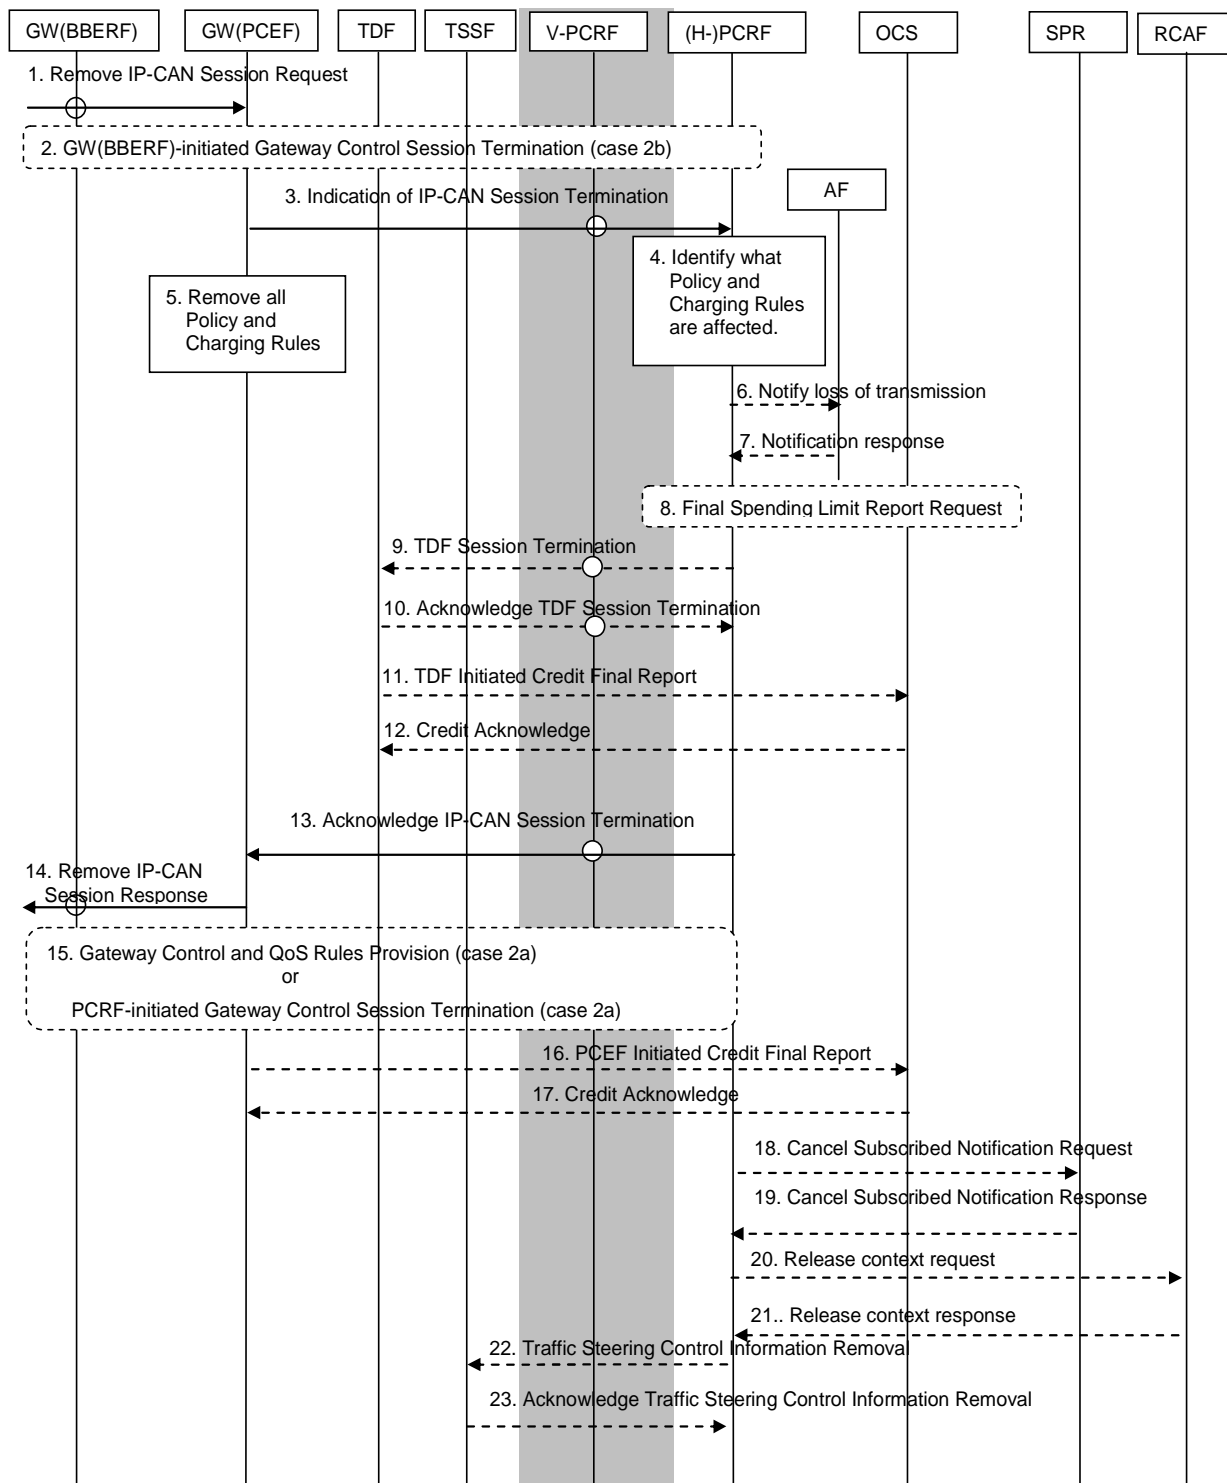 GW(BBERF)
GW(PCEF)
TDF
TSSF
V-PCRF
(H-)PCRF
OCS
SPR
RCAF
1. Remove IP-CAN Session Request
2. GW(BBERF)-initiated Gateway Control Session Termination (case 2b)
AF
3. Indication of IP-CAN Session Termination
4. Identify what
Policy and
Charging Rules
are affected.
5. Remove all
Policy and
Charging Rules
6. Notify loss of transmission
7. Notification response
8. Final Spending Limit Report Request
9. TDF Session Termination
10. Acknowledge TDF Session Termination
11. TDF Initiated Credit Final Report
12. Credit Acknowledge
13. Acknowledge IP-CAN Session Termination
14. Remove IP-CAN
Session Response
15. Gateway Control and QoS Rules Provision (case 2a)
or
PCRF-initiated Gateway Control Session Termination (case 2a)
16. PCEF Initiated Credit Final Report
17. Credit Acknowledge
18. Cancel Subscribed Notification Request
19. Cancel Subscribed Notification Response
20. Release context request
21.. Release context response
22. Traffic Steering Control Information Removal
23. Acknowledge Traffic Steering Control Information Removal